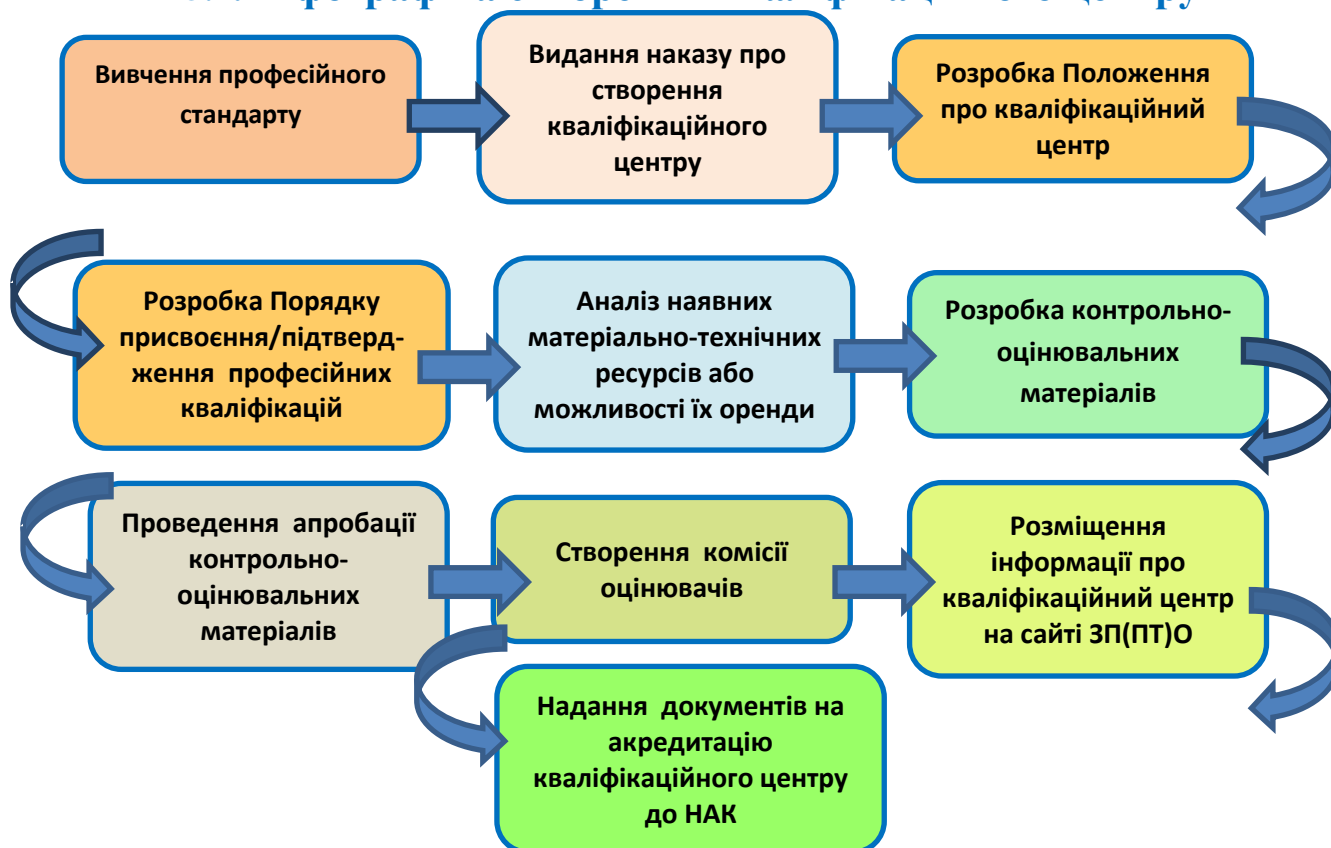 Вивчення професійного
стандарту
Видання наказу про
створення
кваліфікаційного
центру
Розробка Положення
про кваліфікаційний
центр
Розробка Порядку
присвоєння/підтверд-
ження професійних
кваліфікацій
Аналіз наявних
матеріально-технічних
ресурсів або
можливості їх оренди
Розробка контрольно-
оцінювальних
матеріалів
Проведення апробації
контрольно-
оцінювальних
матеріалів
Створення комісії
оцінювачів
Розміщення
інформації про
кваліфікаційний центр
на сайті ЗП(ПТ)О
Надання документів на
акредитацію
кваліфікаційного центру
до НАК